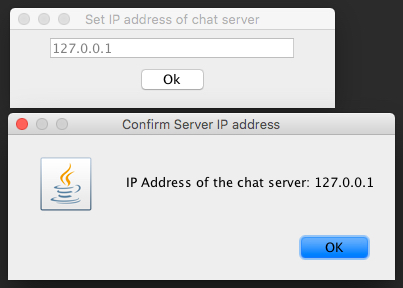 Set IP address of chat server
127.0.0.1
Ok
Confirm Server IP address
IP Address of the chat server: 127.0.0.1
OK